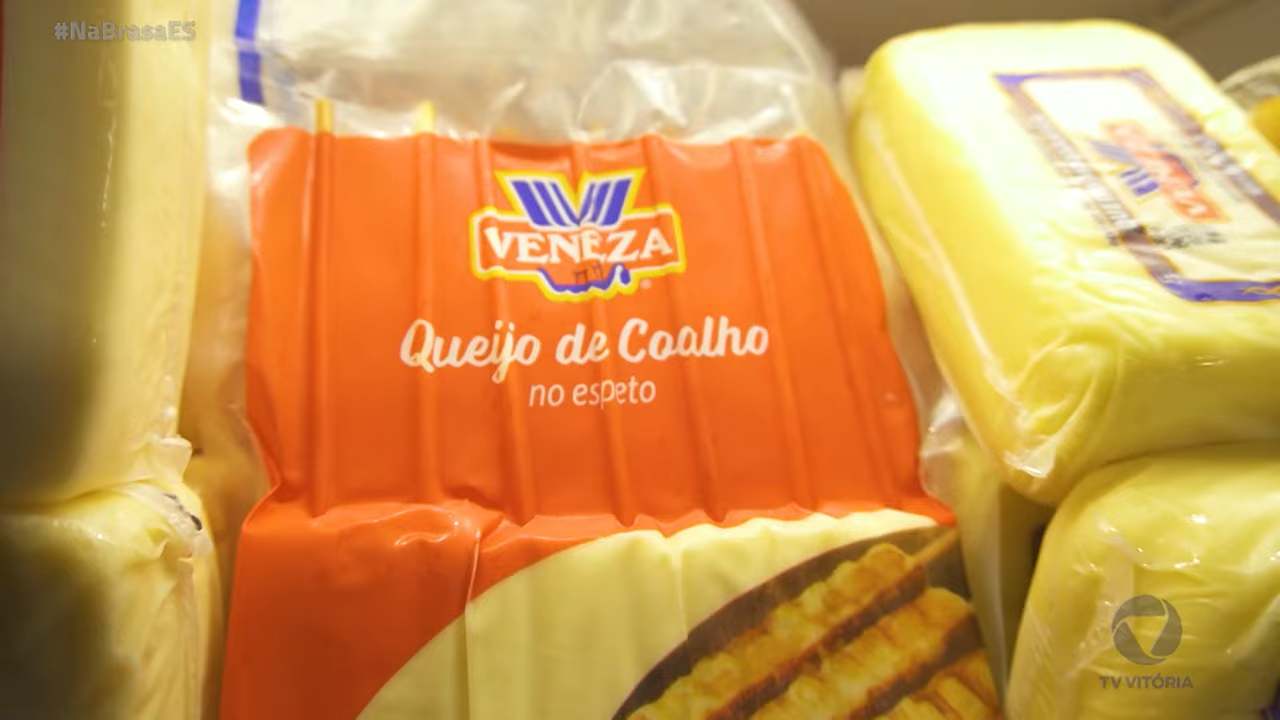 #NaBrasaES
VENEZA
Queijo de Coalho
no espeto
TV VITÓRIA